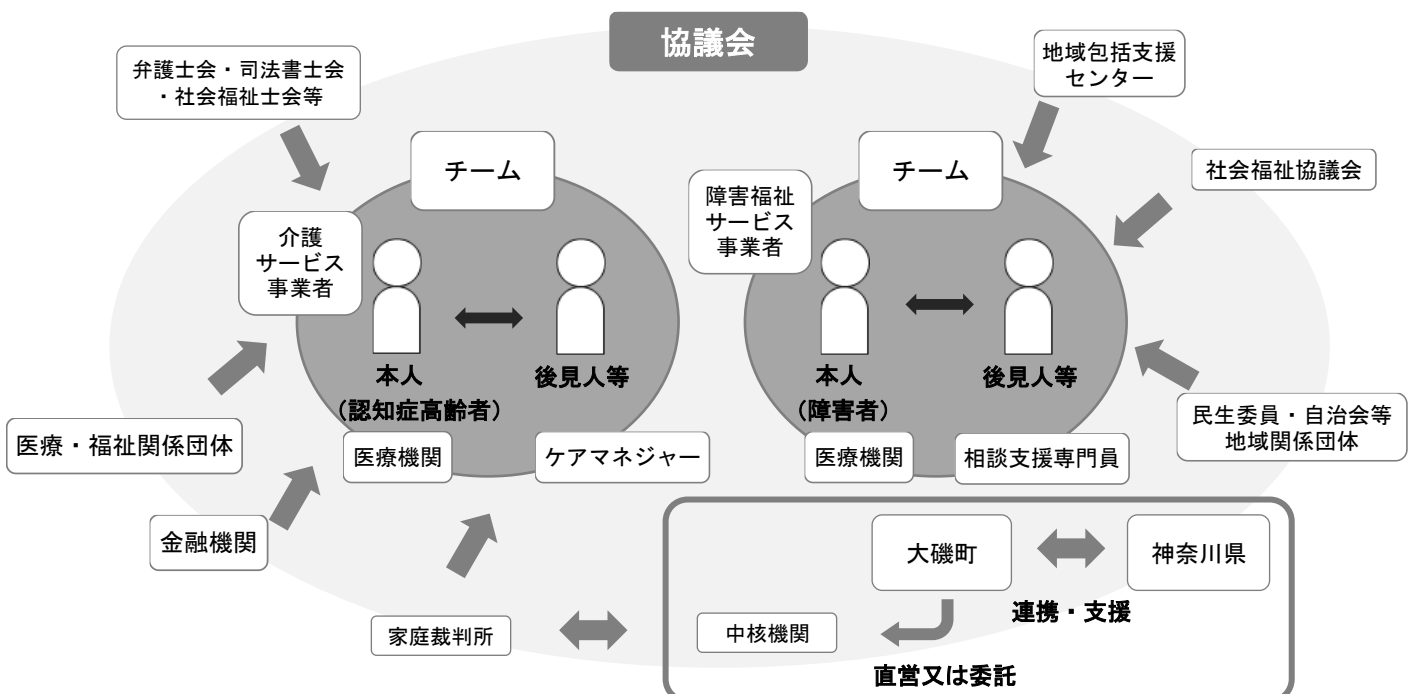 協議会
弁護士会・司法書士会
・社会福祉士会等
地域包括支援
センター
社会福祉協議会
チーム
介護
サービス
事業者
本人
（認知症高齢者）
後見人等
医療機関
ケアマネジャー
チーム
障害福祉
サービス
事業者
本人
（障害者）
後見人等
医療機関
相談支援専門員
民生委員・自治会等
地域関係団体
医療・福祉関係団体
金融機関
家庭裁判所
大磯町
神奈川県
連携・支援
中核機関
直営又は委託